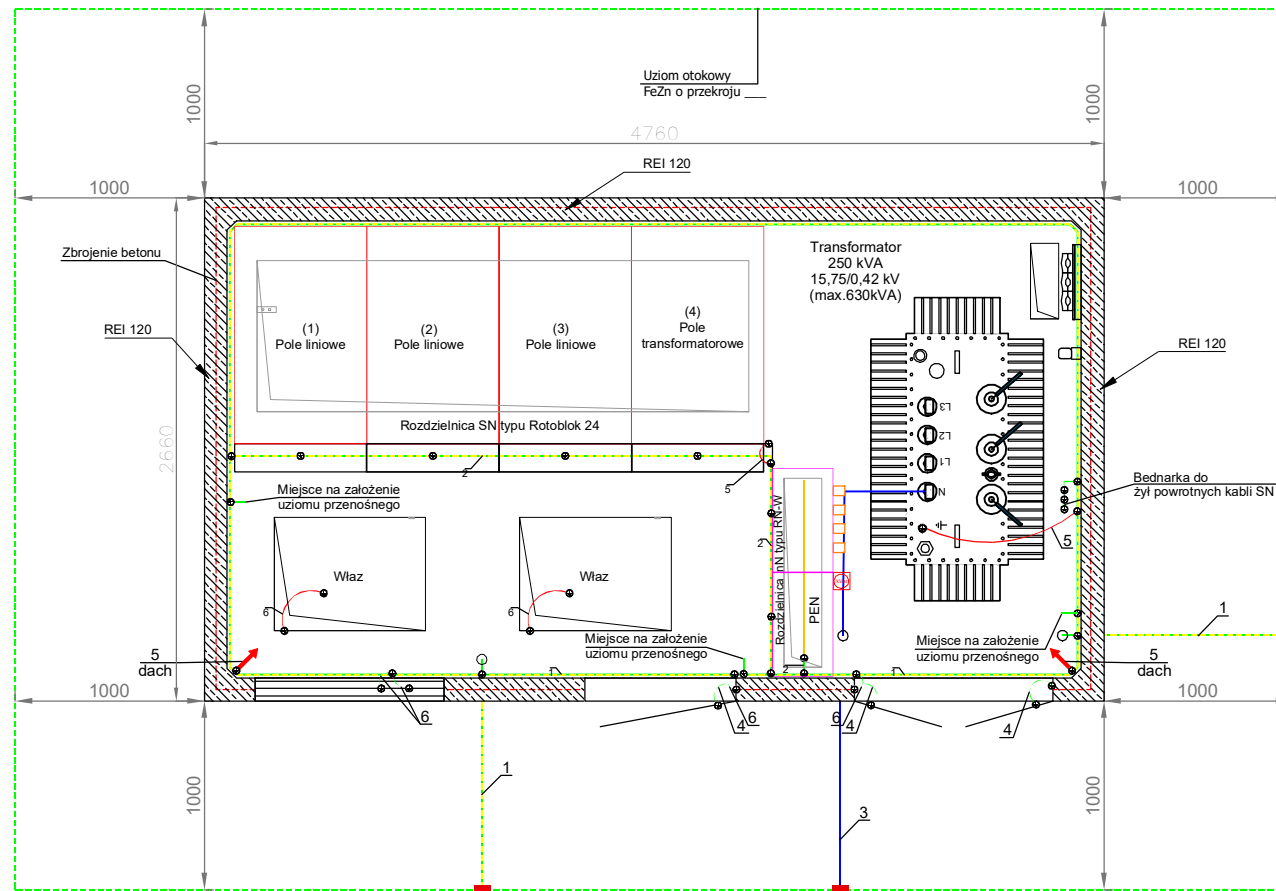 Uziom otokowy
FeZn o przekroju ___
1000
1000
4760
REI 120
1000
1000
Zbrojenie betonu
Transformator
250 kVA
15,75/0,42 kV
(max.630kVA)
REI 120
(1)
Pole liniowe
(2)
Pole liniowe
(3)
Pole liniowe
(4)
Pole
transformatorowe
REI 120
2660
Rozdzielnica SN typu Rotoblok 24
L3
L2
L1
N
2
5
Miejsce na założenie
uziomu przenośnego
Bednarka do
żył powrotnych kabli SN
5
2
Rozdzielnica nN typu RN-W
PEN
Właz
6
Właz
6
Miejsce na założenie
uziomu przenośnego
2
Miejsce na założenie
uziomu przenośnego
1
5
dach
5
dach
1000
1000
6
4
6
6
4
4
1
3
1000
1000